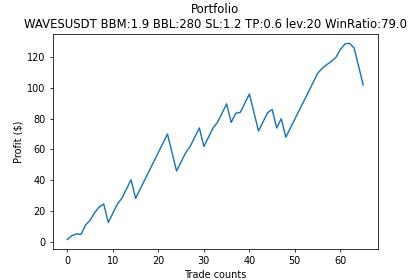 Portfolio
WAVESUSDT BBM:1.9 BBL:280 SL:1.2 TP:0.6 lev:20 WinRatio:79.0
Profit ($)
120
100
80
60
40
20
0
0 10 20 30 40 50 60
Trade counts